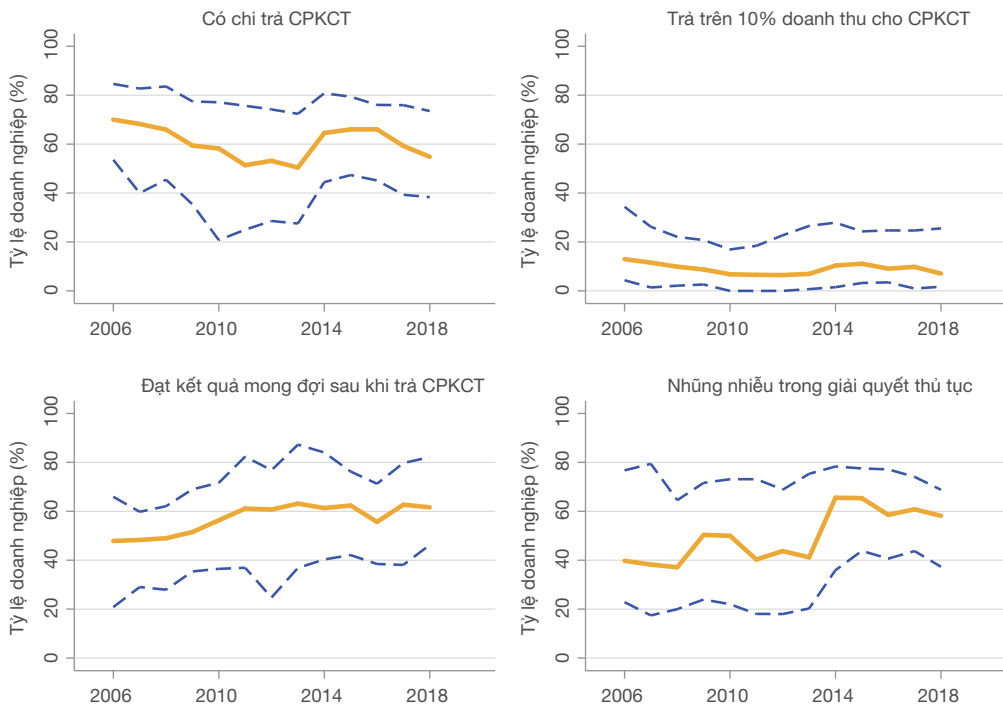 Có chi trả CPKCT
Tỷ lệ doanh nghiệp (%)
100
80
60
40
20
0
2006 2010 2014 2018
Trả trên 10% doanh thu cho CPKCT
Tỷ lệ doanh nghiệp (%)
100
80
60
40
20
0
2006 2010 2014 2018
Đạt kết quả mong đợi sau khi trả CPKCT
Tỷ lệ doanh nghiệp (%)
100
80
60
40
20
0
2006 2010 2014 2018
Nhũng nhiễu trong giải quyết thủ tục
Tỷ lệ doanh nghiệp (%)
100
80
60
40
20
0
2006 2010 2014 2018